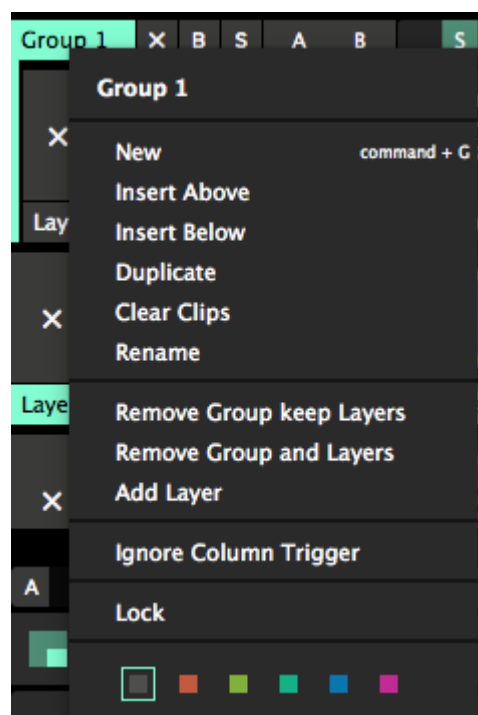 Group 1 X B S A B S
Group 1
X
New command + G
Insert Above
Lay
Insert Below
Duplicate
Clear Clips
X
Rename
Laye
Remove Group keep Layers
Remove Group and Layers
X
Add Layer
Ignore Column Trigger
A
Lock